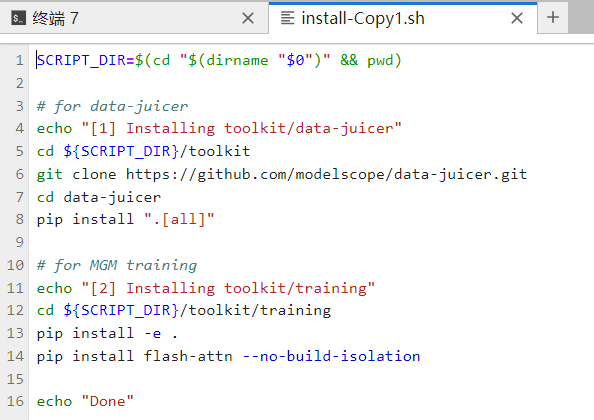 终端 7 × install-Copy1.sh × +
1 SCRIPT_DIR=$(cd "$(dirname "$0")" && pwd)
2
3 # for data-juicer
4 echo "[1] Installing toolkit/data-juicer"
5 cd ${SCRIPT_DIR}/toolkit
6 git clone https://github.com/modelscope/data-juicer.git
7 cd data-juicer
8 pip install ".[all]"
9
10 # for MGM training
11 echo "[2] Installing toolkit/training"
12 cd ${SCRIPT_DIR}/toolkit/training
13 pip install -e .
14 pip install flash-attn --no-build-isolation
15
16 echo "Done"